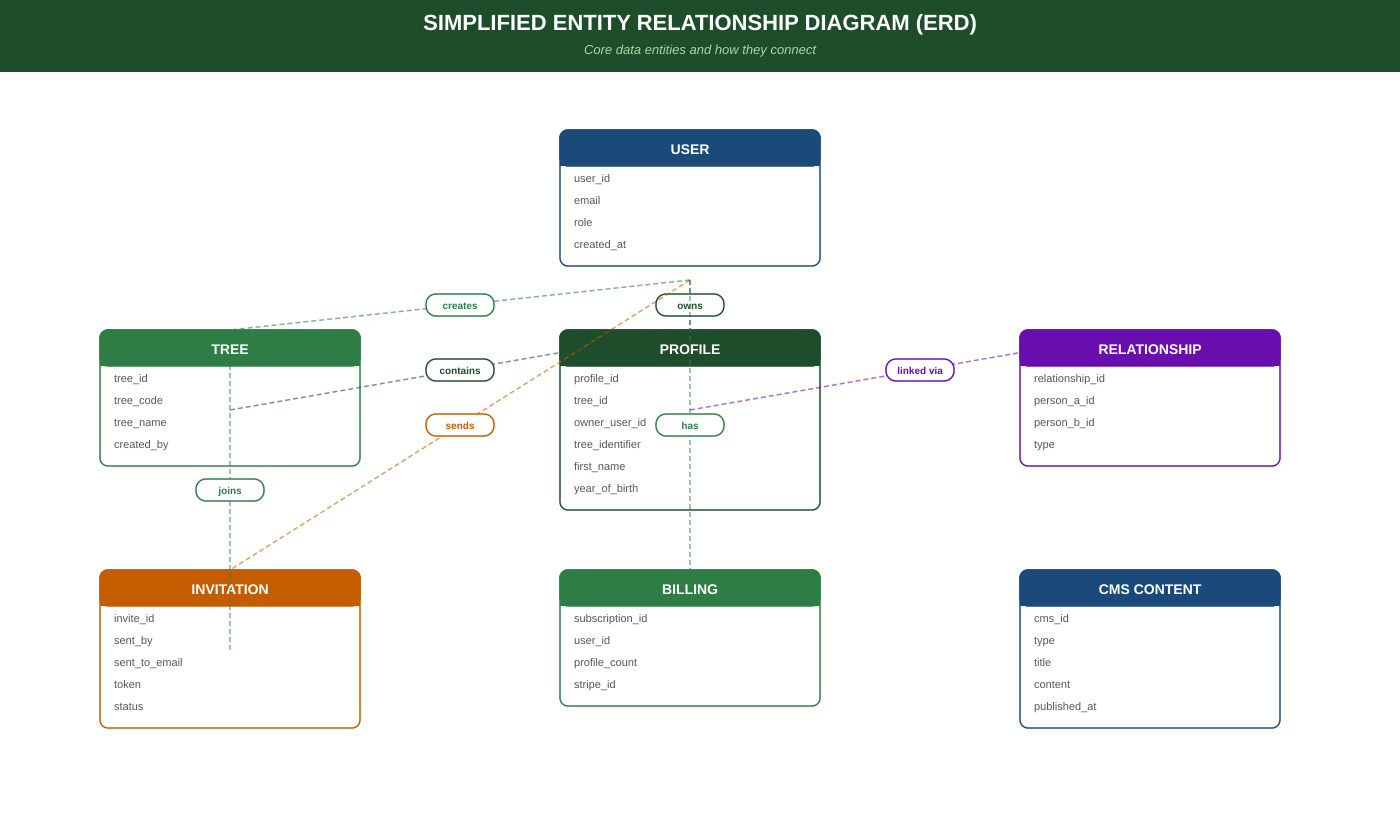 SIMPLIFIED ENTITY RELATIONSHIP DIAGRAM (ERD)
Core data entities and how they connect
USER
user_id
email
role
created_at
creates
owns
TREE
tree_id
tree_code
tree_name
created_by
contains
sends
joins
PROFILE
profile_id
tree_id
owner_user_id
tree_identifier
first_name
year_of_birth
has
linked via
RELATIONSHIP
relationship_id
person_a_id
person_b_id
type
INVITATION
invite_id
sent_by
sent_to_email
token
status
BILLING
subscription_id
user_id
profile_count
stripe_id
CMS CONTENT
cms_id
type
title
content
published_at